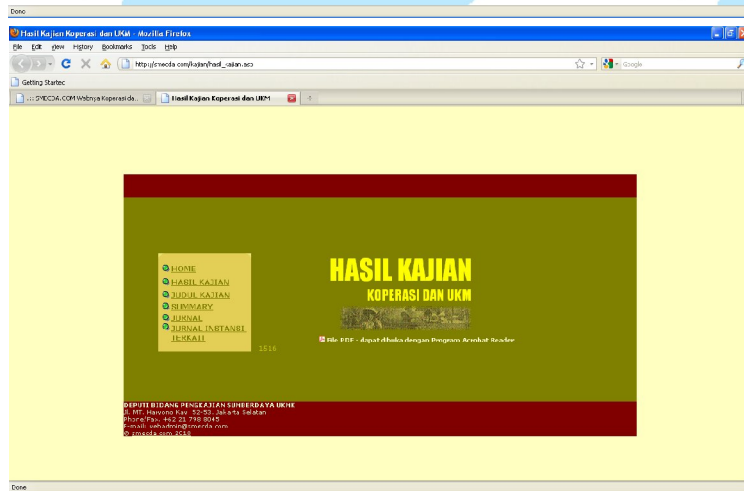 Done
Hasil Kajian Koperasi dan UKM - Mozilla Firefox
File Edit View History Bookmarks Tools Help
http://smecda.com/kajian/hasil_kajian.asp
Google
Getting Started
.::: SMECDA.COM Websnya Koperasi da...
Hasil Kajian Koperasi dan UKM
HOME
HASIL KAJIAN
JUDUL KAJIAN
SUMMARY
JURNAL
JURNAL INSTANSI
TERKAIT
1516
HASIL KAJIAN
KOPERASI DAN UKM
File PDF - dapat dibuka dengan Program Acrobat Reader
DEPUTI BIDANG PENGKAJIAN SUMBERDAYA UKMK
Jl. MT. Haryono Kav. 52-53, Jakarta Selatan
Phone/Fax. +62 21 798 8045
E-mail: webadmin@smecda.com
© smecda.com 2010
Done